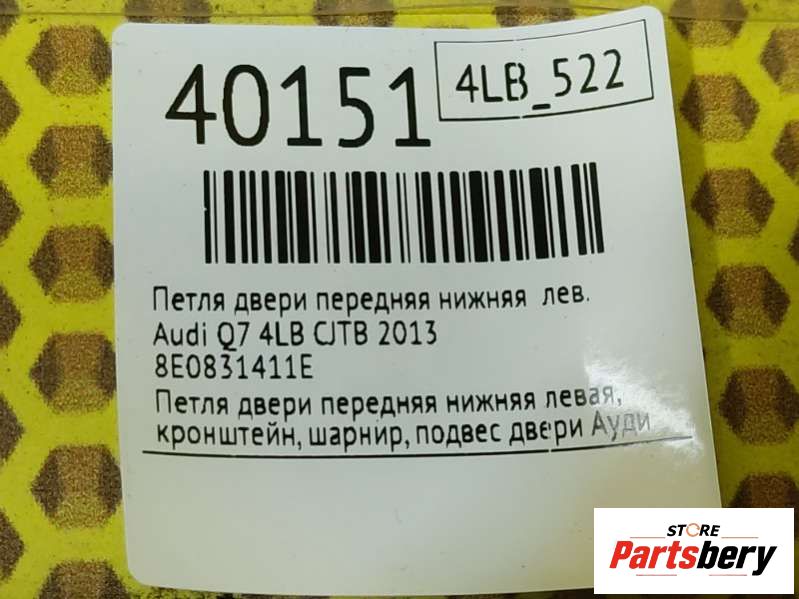 40151
4LB_522
Петля двери передняя нижняя лев.
Audi Q7 4LB CJTB 2013
8E0831411E
Петля двери передняя нижняя левая,
кронштейн, шарнир, подвес двери Ауди
STORE
Partsbery